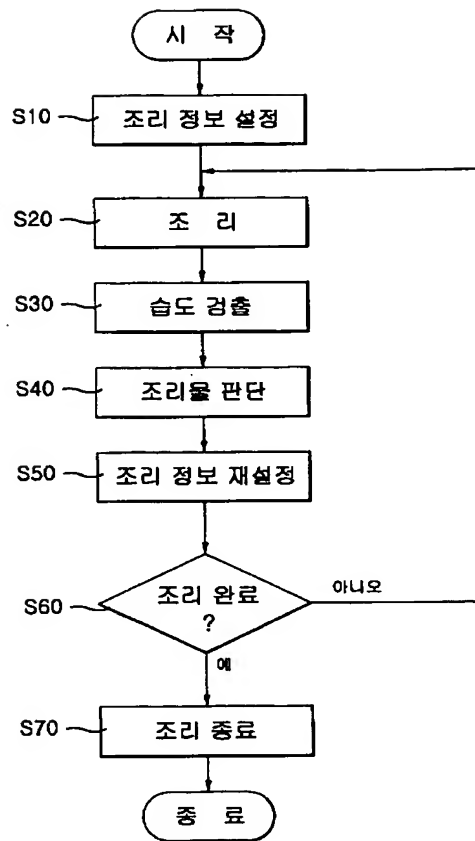 시 작
S10
조리 정보 설정
S20
조 리
S30
습도 검출
S40
조리물 판단
S50
조리 정보 재설정
S60
조리 완료
?
아니오
예
S70
조리 종료
종 료